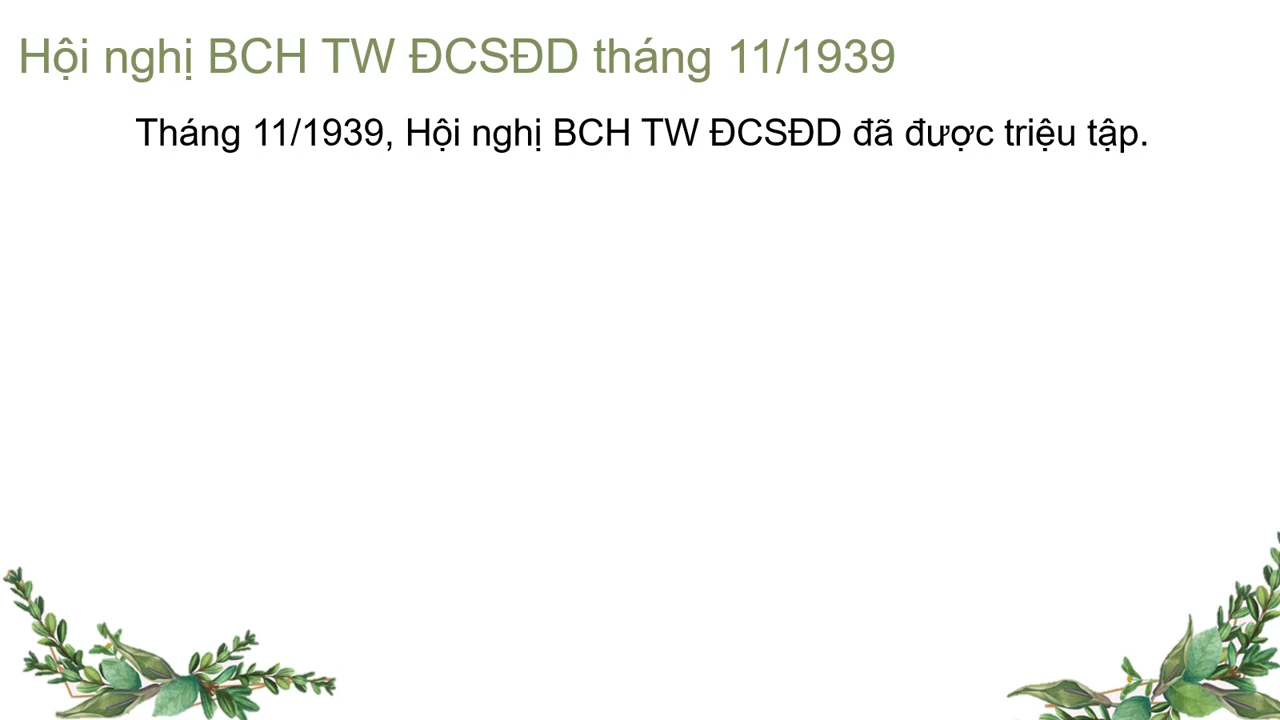 Hội nghị BCH TW ĐCSĐD tháng 11/1939
Tháng 11/1939, Hội nghị BCH TW ĐCSĐD đã được triệu tập.